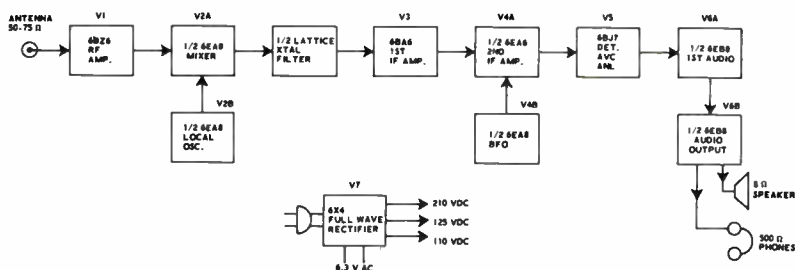 ANTENNA
50-75 Ω
V1
6BZ6
RF
AMP.
V2A
1/2 6EA8
MIXER
1/2 LATTICE
XTAL
FILTER
V3
6BA6
1ST
IF AMP.
V4A
1/2 6EA8
2ND
IF AMP.
V5
6BJ7
DET.
AVC
ANL
V6A
1/2 6EB8
1ST AUDIO
V2B
1/2 6EA8
LOCAL
OSC.
V4B
1/2 6EA8
BFO
V6B
1/2 6EB8
AUDIO
OUTPUT
8 Ω
SPEAKER
500 Ω
PHONES
V7
6X4
FULL WAVE
RECTIFIER
210 VDC
125 VDC
110 VDC
6.3 V AC